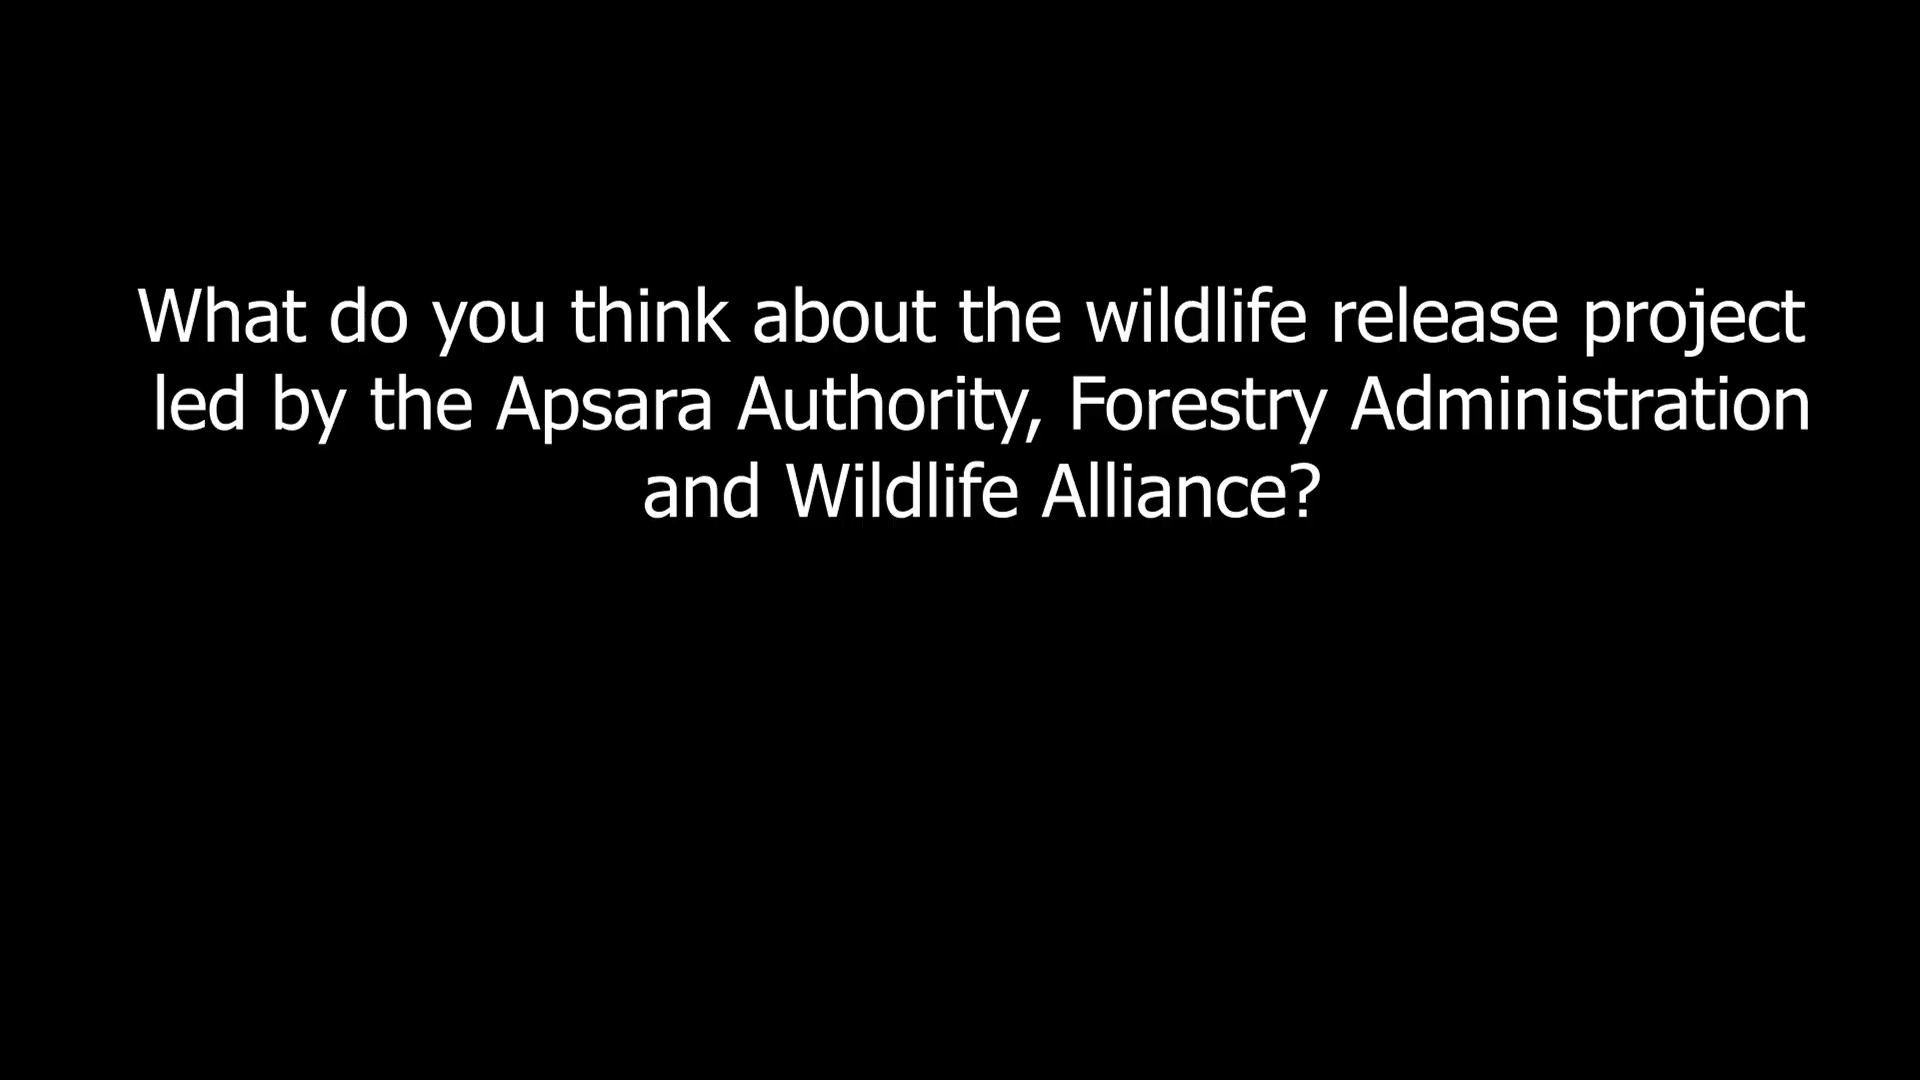 What do you think about the wildlife release project
led by the Apsara Authority, Forestry Administration
and Wildlife Alliance?